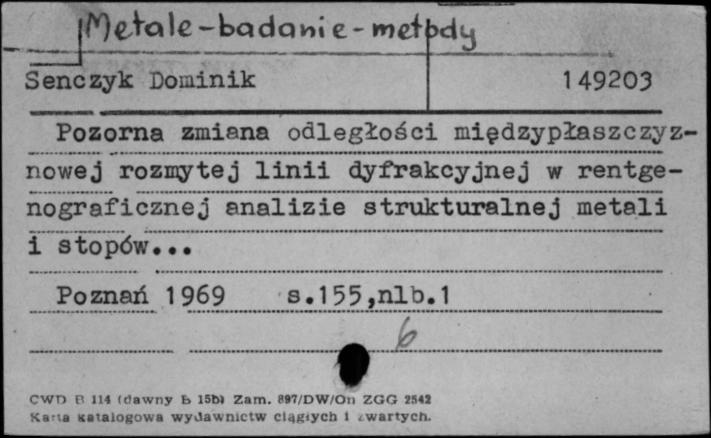 Metale-badanie-metody
Senczyk Dominik 149203
Pozorna zmiana odległości międzypłaszczyz-
nowej rozmytej linii dyfrakcyjnej w rentge-
nograficznej analizie strukturalnej metali
i stopów...
Poznań 1969 s.155,nlb.1
6
CWD B 114 (dawny b 15b) Zam. 897/DW/On ZGG 2542
Karta katalogowa wydawnictw ciągłych i zwartych.